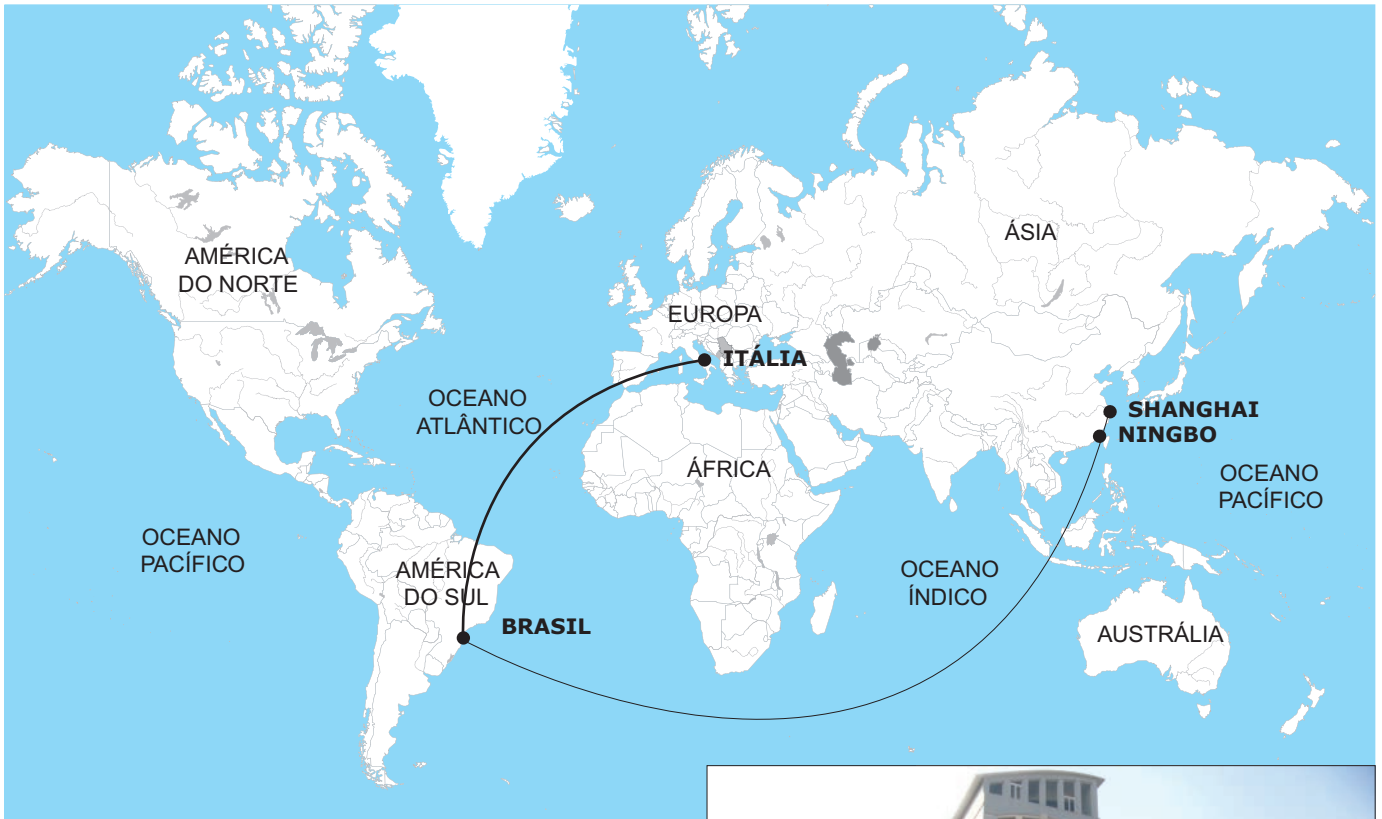 ÁSIA
AMÉRICA
DO NORTE
EUROPA
ITÁLIA
OCEANO
ATLÂNTICO
SHANGHAI
NINGBO
ÁFRICA
OCEANO
PACÍFICO
OCEANO
PACÍFICO
AMÉRICA
DO SUL
OCEANO
ÍNDICO
BRASIL
AUSTRÁLIA